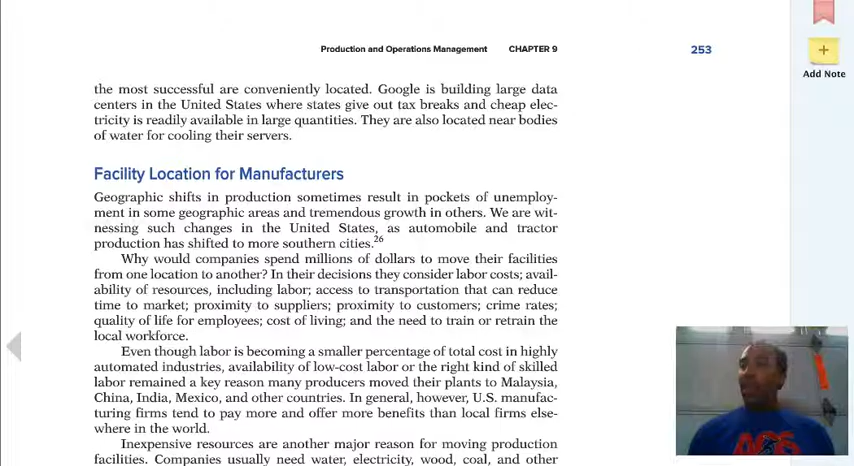 Production and Operations Management CHAPTER 9 253
Add Note
the most successful are conveniently located. Google is building large data
centers in the United States where states give out tax breaks and cheap elec-
tricity is readily available in large quantities. They are also located near bodies
of water for cooling their servers.
Facility Location for Manufacturers
Geographic shifts in production sometimes result in pockets of unemploy-
ment in some geographic areas and tremendous growth in others. We are wit-
nessing such changes in the United States, as automobile and tractor
production has shifted to more southern cities.26
Why would companies spend millions of dollars to move their facilities
from one location to another? In their decisions they consider labor costs; avail-
ability of resources, including labor; access to transportation that can reduce
time to market; proximity to suppliers; proximity to customers; crime rates;
quality of life for employees; cost of living; and the need to train or retrain the
local workforce.
Even though labor is becoming a smaller percentage of total cost in highly
automated industries, availability of low-cost labor or the right kind of skilled
labor remained a key reason many producers moved their plants to Malaysia,
China, India, Mexico, and other countries. In general, however, U.S. manufac-
turing firms tend to pay more and offer more benefits than local firms else-
where in the world.
Inexpensive resources are another major reason for moving production
facilities. Companies usually need water, electricity, wood, coal, and other